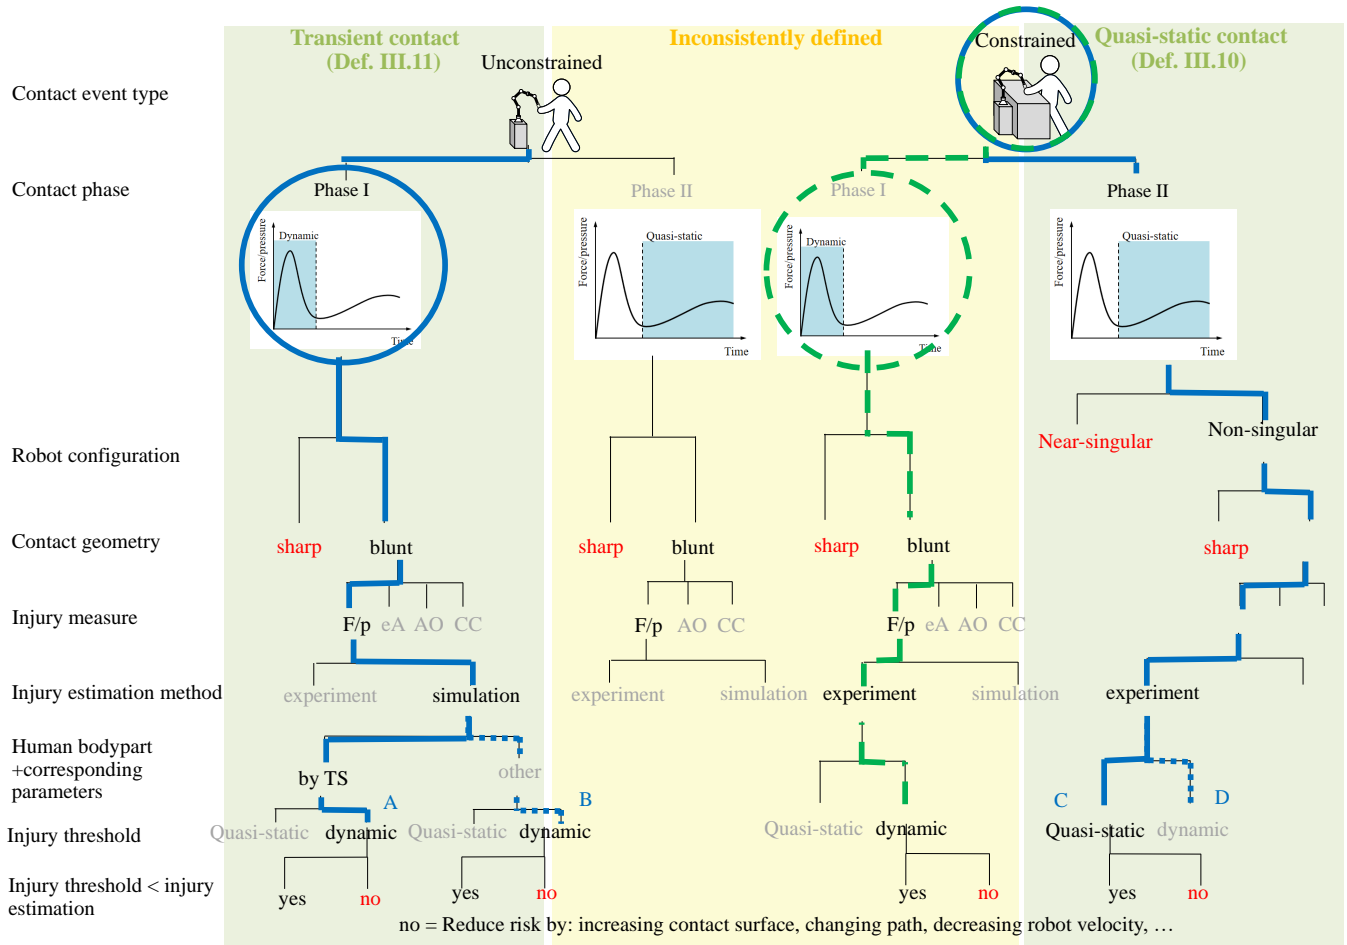 Transient contact
(Def. III.11)
Inconsistently defined
Constrained
Quasi-static contact
(Def. III.10)
Unconstrained
Contact event type
Contact phase
Phase I
Phase II
Phase I
Phase II
Force/pressure
Dynamic
Time
Force/pressure
Quasi-static
Time
Force/pressure
Dynamic
Time
Force/pressure
Quasi-static
Time
Robot configuration
Near-singular
Non-singular
Contact geometry
sharp
blunt
sharp
blunt
sharp
blunt
sharp
Injury measure
F/p
eA
AO
CC
F/p
AO
CC
F/p
eA
AO
CC
Injury estimation method
experiment
simulation
experiment
simulation
experiment
simulation
experiment
Human bodypart
+corresponding
parameters
by TS
other
A
B
C
D
Injury threshold
Quasi-static
dynamic
Quasi-static
dynamic
Quasi-static
dynamic
Quasi-static
dynamic
Injury threshold < injury
estimation
yes
no
yes
no
yes
no
yes
no
no = Reduce risk by: increasing contact surface, changing path, decreasing robot velocity, …